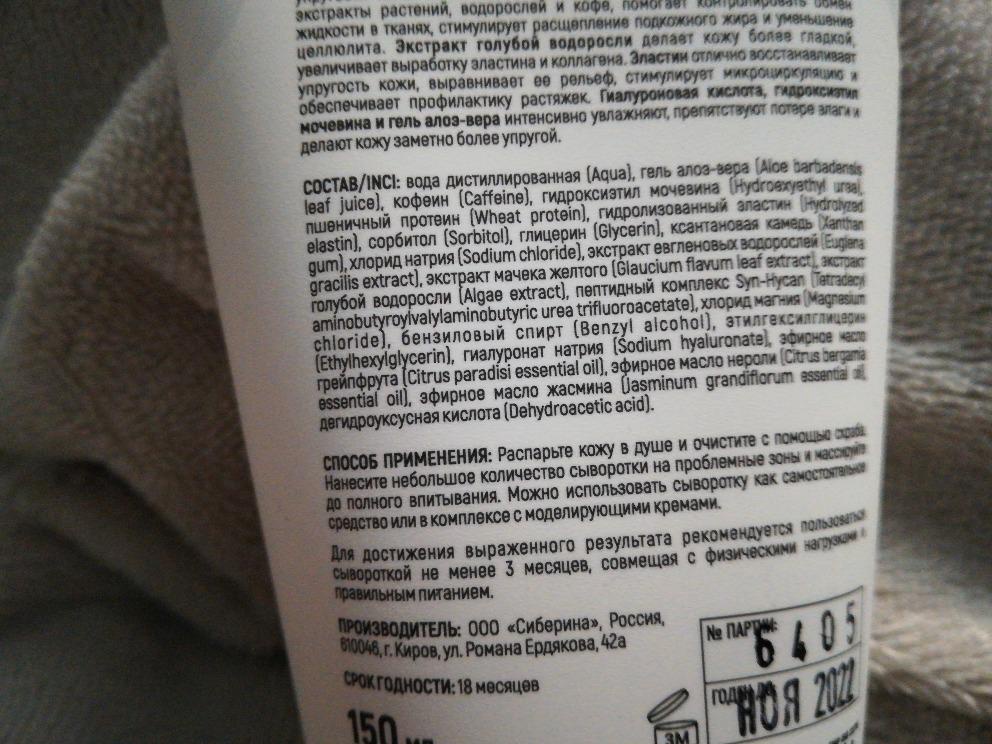 экстракты растений, водорослей и кофе, помогает контролировать обмен
жидкости в тканях, стимулирует расщепление подкожного жира и уменьшение
целлюлита. Экстракт голубой водоросли делает кожу более гладкой,
увеличивает выработку эластина и коллагена. Эластин отлично восстанавливает
упругость кожи, выравнивает ее рельеф, стимулирует микроциркуляцию и
обеспечивает профилактику растяжек. Гиалуроновая кислота, гидроксиэтил
мочевина и гель алоэ-вера интенсивно увлажняют, препятствуют потере влаги и
делают кожу заметно более упругой.
СОСТАВ/INCI: вода дистиллированная (Aqua), гель алоэ-вера (Aloe barbadensis
leaf juice), кофеин (Caffeine), гидроксиэтил мочевина (Hydroexyethyl urea),
пшеничный протеин (Wheat protein), гидролизованный эластин (Hydrolyzed
elastin), сорбитол (Sorbitol), глицерин (Glycerin), ксантановая камедь (Xanthan
gum), хлорид натрия (Sodium chloride), экстракт евгленовых водорослей (Euglena
gracilis extract), экстракт мачека желтого (Glaucium flavum leaf extract), экстракт
голубой водоросли (Algae extract), пептидный комплекс Syn-Hycan (Tetradecyl
aminobutyroylvalylaminobutyric urea trifluoroacetate), хлорид магния (Magnesium
chloride), бензиловый спирт (Benzyl alcohol), этилгексилглицерин
(Ethylhexylglycerin), гиалуронат натрия (Sodium hyaluronate), эфирное масло
грейпфрута (Citrus paradisi essential oil), эфирное масло нероли (Citrus bergamia
essential oil), эфирное масло жасмина (Jasminum grandiflorum essential oil),
дегидроуксусная кислота (Dehydroacetic acid).
СПОСОБ ПРИМЕНЕНИЯ: Распарьте кожу в душе и очистите с помощью скраба.
Нанесите небольшое количество сыворотки на проблемные зоны и массируйте
до полного впитывания. Можно использовать сыворотку как самостоятельное
средство или в комплексе с моделирующими кремами.
Для достижения выраженного результата рекомендуется пользоваться
сывороткой не менее 3 месяцев, совмещая с физическими нагрузками и
правильным питанием.
ПРОИЗВОДИТЕЛЬ: ООО «Сиберина», Россия,
610046, г. Киров, ул. Романа Ердякова, 42а
СРОК ГОДНОСТИ: 18 месяцев
150 мл
3М
№ ПАРТИИ:
6405
ГОДЕН ДО
НОЯ 2022